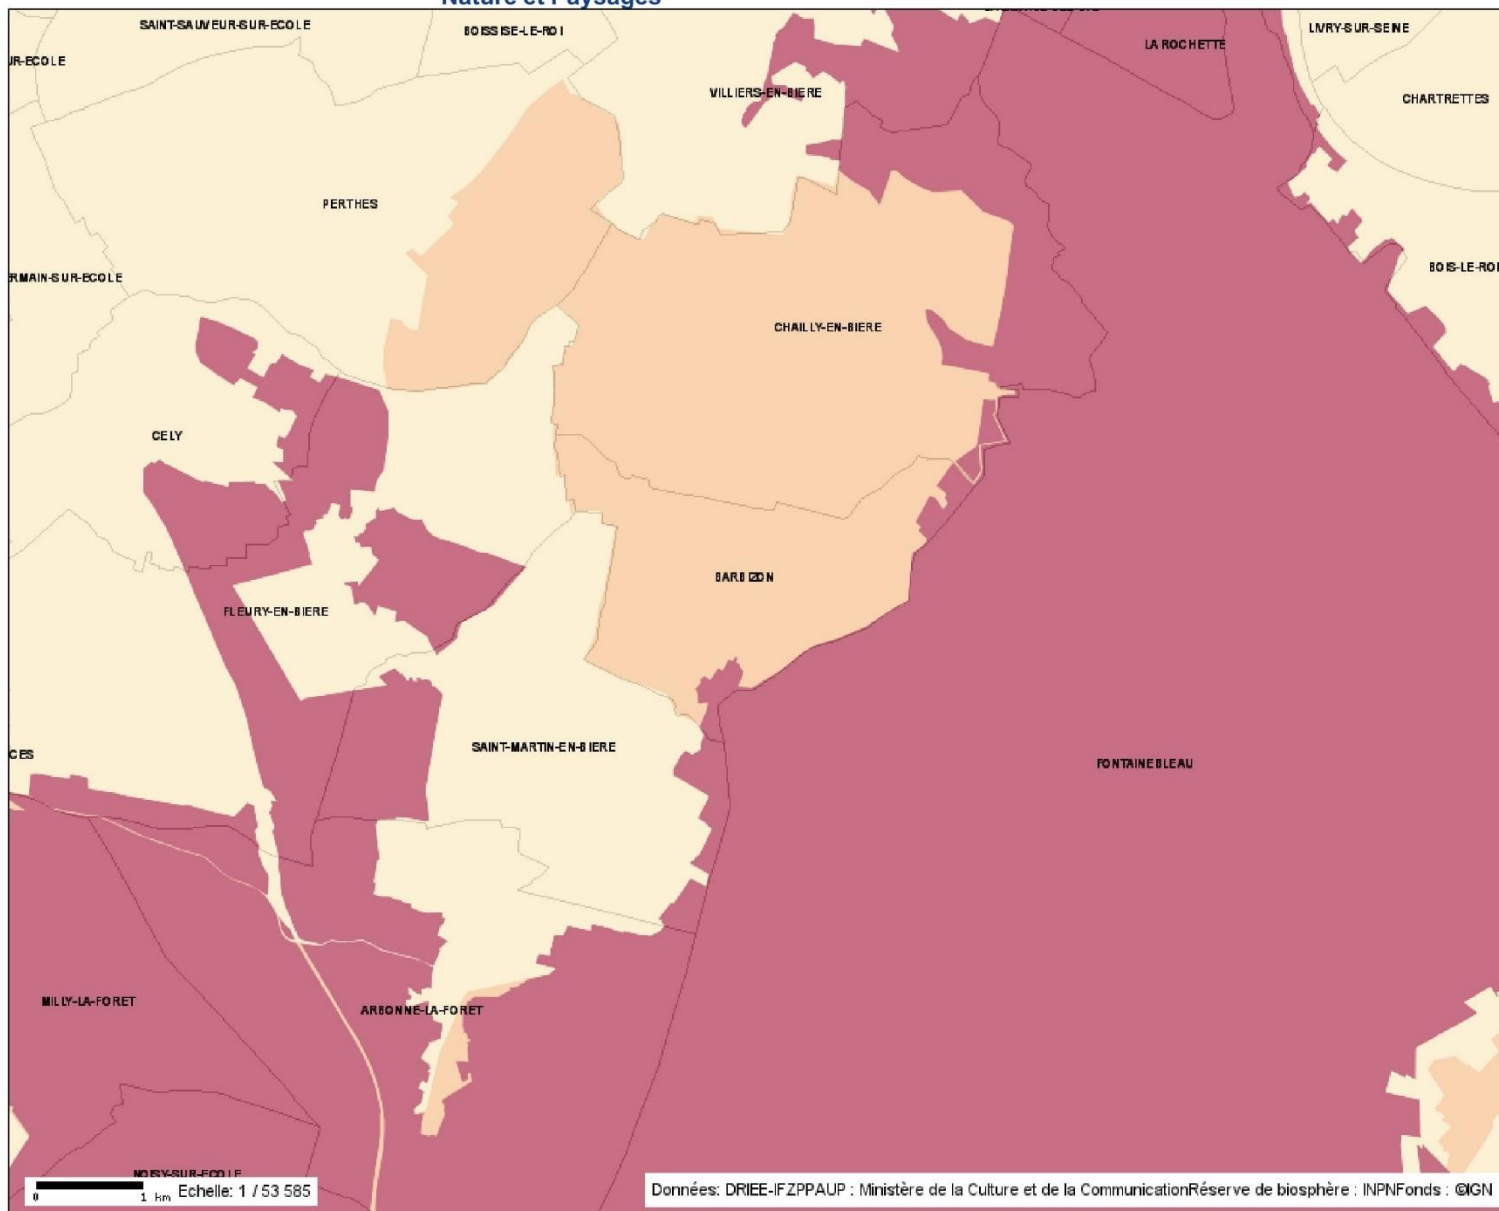 Nature et Paysages
SAINT-SAUVEUR-SUR-ECOLE
BOISSISE-LE-ROI
LIVRY-SUR-SEINE
LA ROCHETTE
UR-ECOLE
VILLIERS-EN-BIERE
CHARTRETTES
PERTHES
BOIS-LE-ROI
ERMAIN-SUR-ECOLE
CHAILLY-EN-BIERE
CELY
BARBIZON
FLEURY-EN-BIERE
SAINT-MARTIN-EN-BIERE
CES
FONTAINEBLEAU
MILLY-LA-FORET
ARBONNE-LA-FORET
NOISY-SUR-ECOLE
0 1 km Echelle: 1 / 53 585
Données: DRIEE-IFZPPAUP : Ministère de la Culture et de la CommunicationRéserve de biosphère : INPNFonds : ©IGN